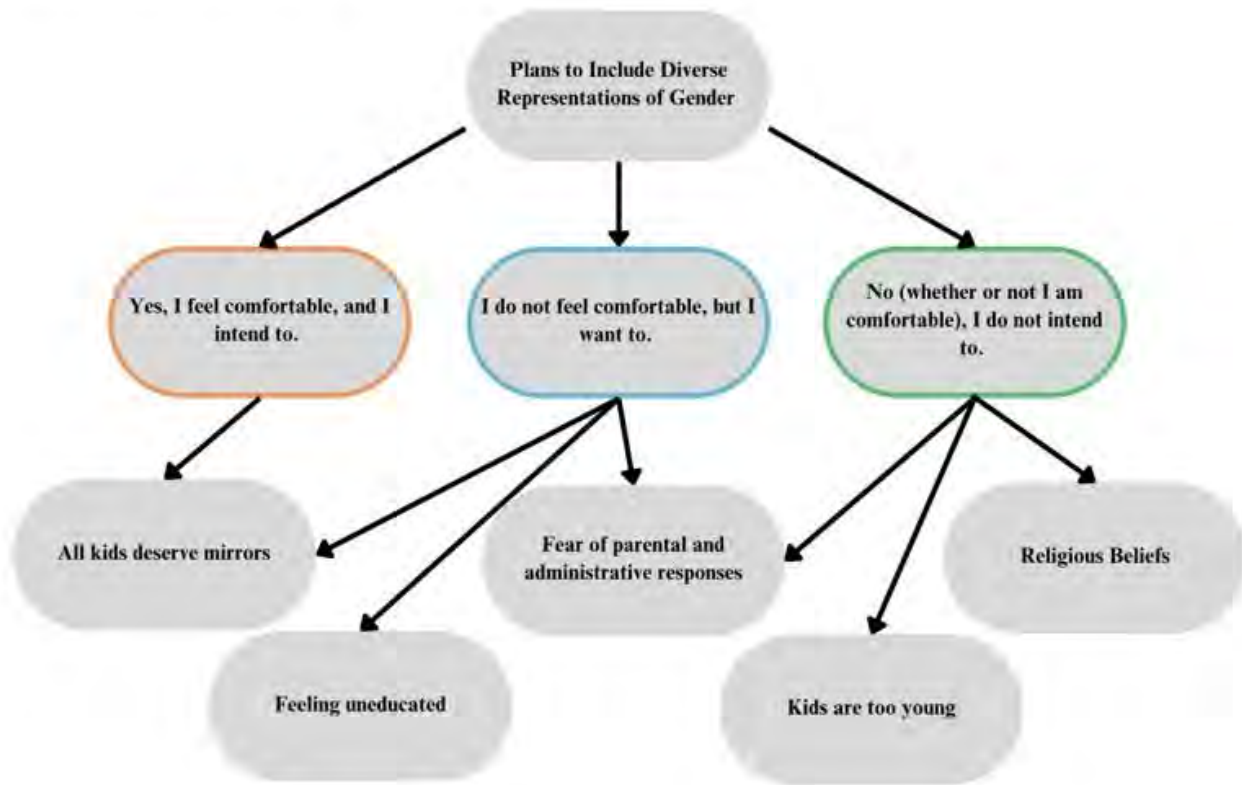 Plans to Include Diverse
Representations of Gender
Yes, I feel comfortable, and I
intend to.
I do not feel comfortable, but I
want to.
No (whether or not I am
comfortable), I do not intend
to.
All kids deserve mirrors
Fear of parental and
administrative responses
Religious Beliefs
Feeling uneducated
Kids are too young